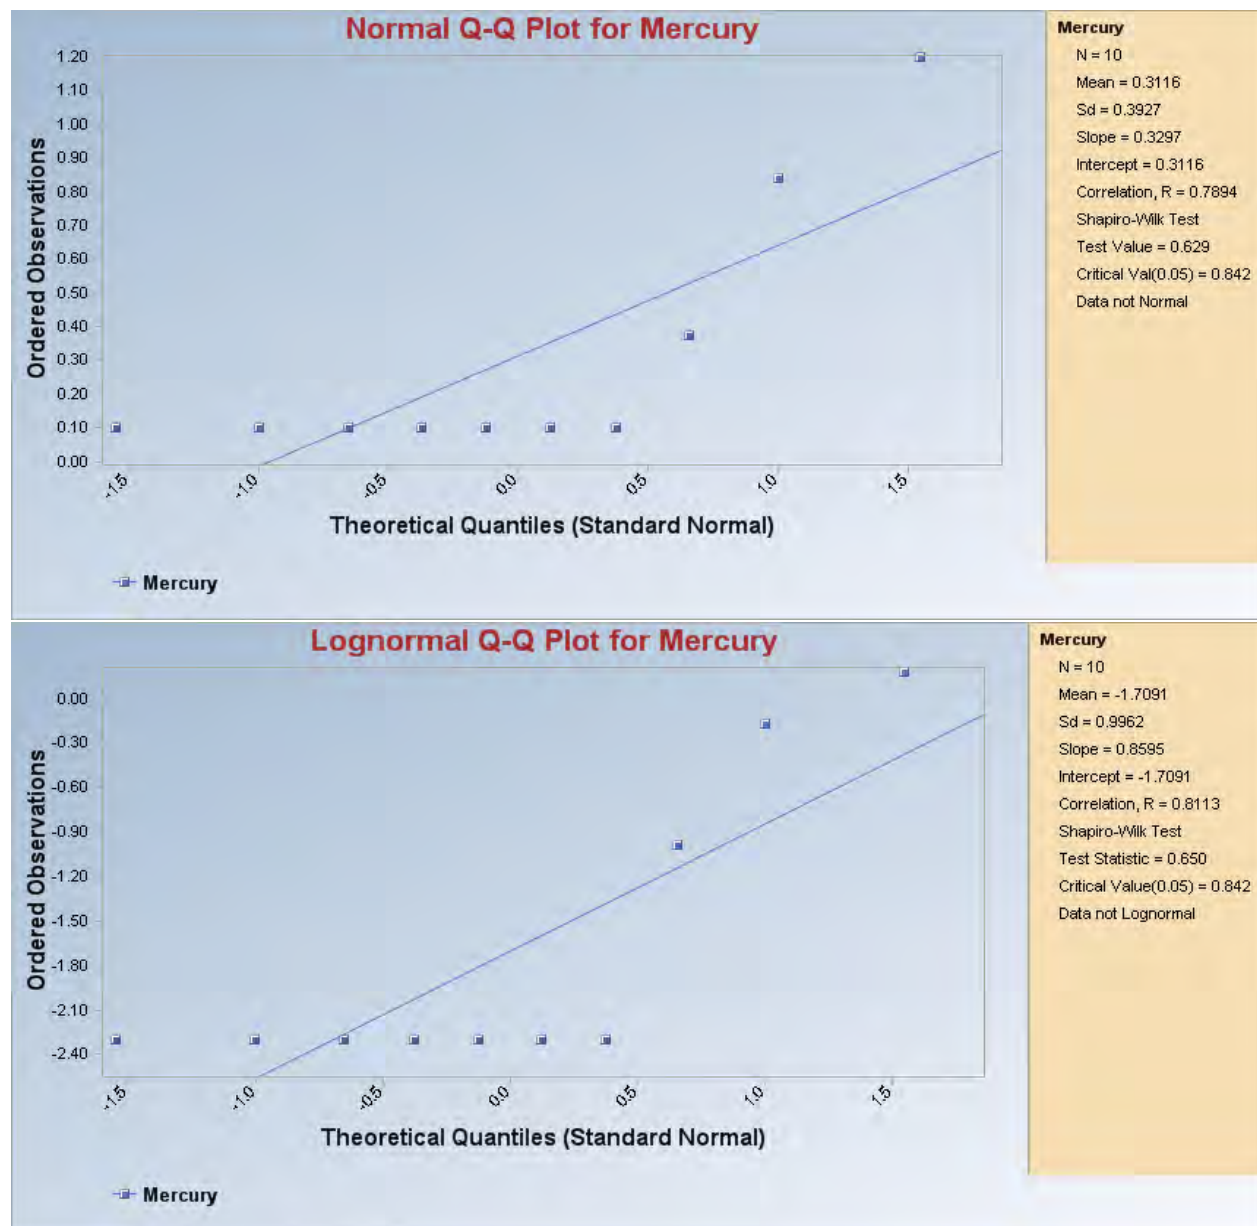 Normal Q-Q Plot for Mercury
1.20
1.10
1.00
0.90
0.80
0.70
0.60
0.50
0.40
0.30
0.20
0.10
0.00
Ordered Observations
-1.5
-1.0
-0.5
0.0
0.5
1.0
1.5
Theoretical Quantiles (Standard Normal)
Mercury
Mercury
N = 10
Mean = 0.3116
Sd = 0.3927
Slope = 0.3297
Intercept = 0.3116
Correlation, R = 0.7894
Shapiro-Wilk Test
Test Value = 0.629
Critical Val(0.05) = 0.842
Data not Normal
Lognormal Q-Q Plot for Mercury
0.00
-0.30
-0.60
-0.90
-1.20
-1.50
-1.80
-2.10
-2.40
Ordered Observations
-1.5
-1.0
-0.5
0.0
0.5
1.0
1.5
Theoretical Quantiles (Standard Normal)
Mercury
Mercury
N = 10
Mean = -1.7091
Sd = 0.9962
Slope = 0.8595
Intercept = -1.7091
Correlation, R = 0.8113
Shapiro-Wilk Test
Test Statistic = 0.650
Critical Value(0.05) = 0.842
Data not Lognormal